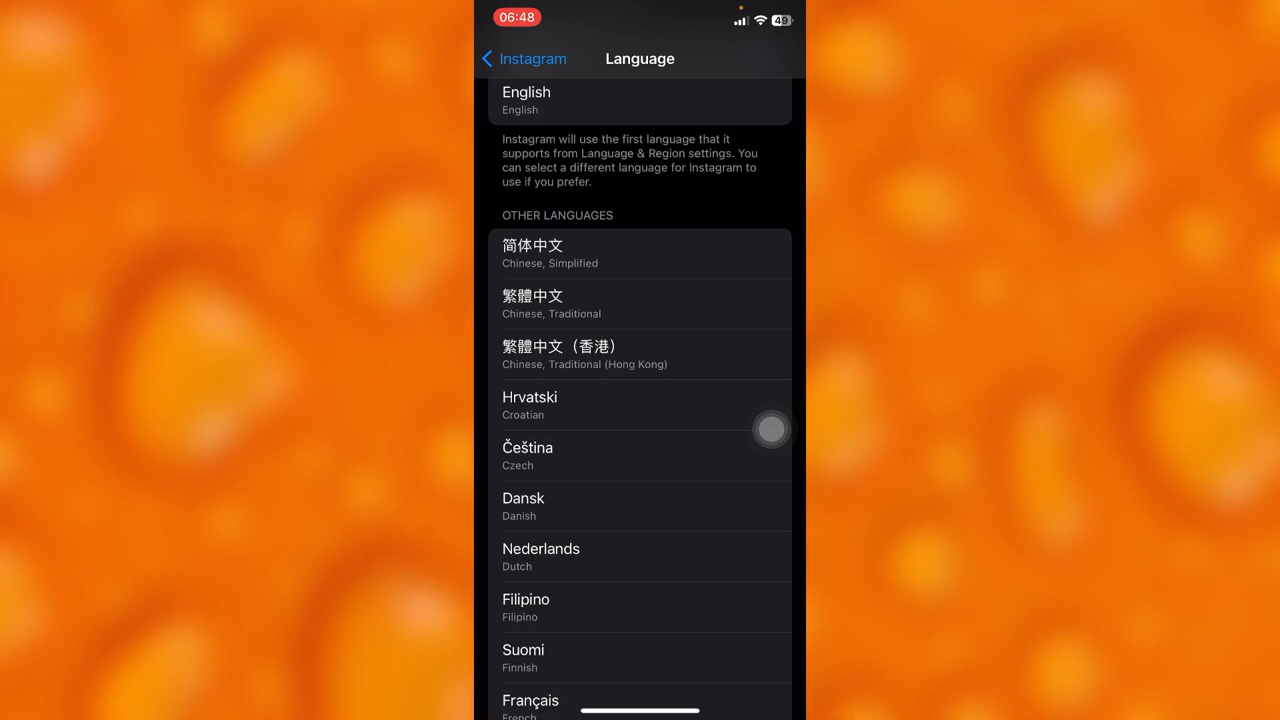 06:48
49
Instagram
Language
English
English
Instagram will use the first language that it
supports from Language & Region settings. You
can select a different language for Instagram to
use if you prefer.
OTHER LANGUAGES
简体中文
Chinese, Simplified
繁體中文
Chinese, Traditional
繁體中文（香港）
Chinese, Traditional (Hong Kong)
Hrvatski
Croatian
Čeština
Czech
Dansk
Danish
Nederlands
Dutch
Filipino
Filipino
Suomi
Finnish
Français
French